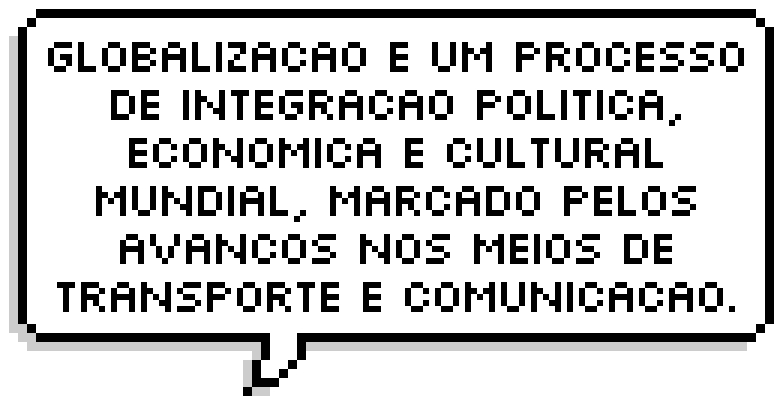 GLOBALIZACAO E UM PROCESSO
DE INTEGRACAO POLITICA,
ECONOMICA E CULTURAL
MUNDIAL, MARCADO PELOS
AVANCOS NOS MEIOS DE
TRANSPORTE E COMUNICACAO.